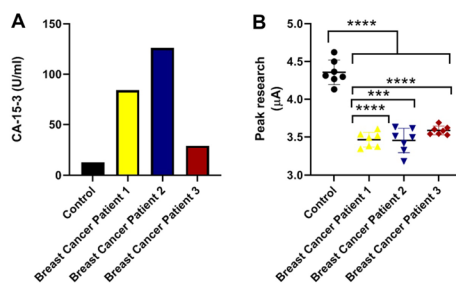 A
CA-15-3 (U/ml)
150
100
50
0
Control
Breast Cancer Patient 1
Breast Cancer Patient 2
Breast Cancer Patient 3
B
Peak research
(μA)
5.0
4.5
4.0
3.5
3.0
****
****
***
****
Control
Breast Cancer Patient 1
Breast Cancer Patient 2
Breast Cancer Patient 3